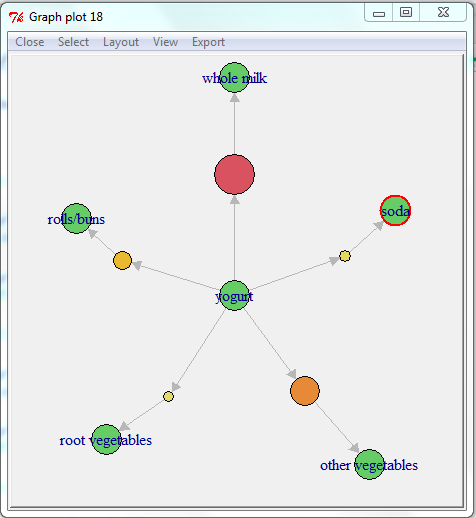 Graph plot 18
Close Select Layout View Export
whole milk
rolls/buns
soda
yogurt
root vegetables
other vegetables